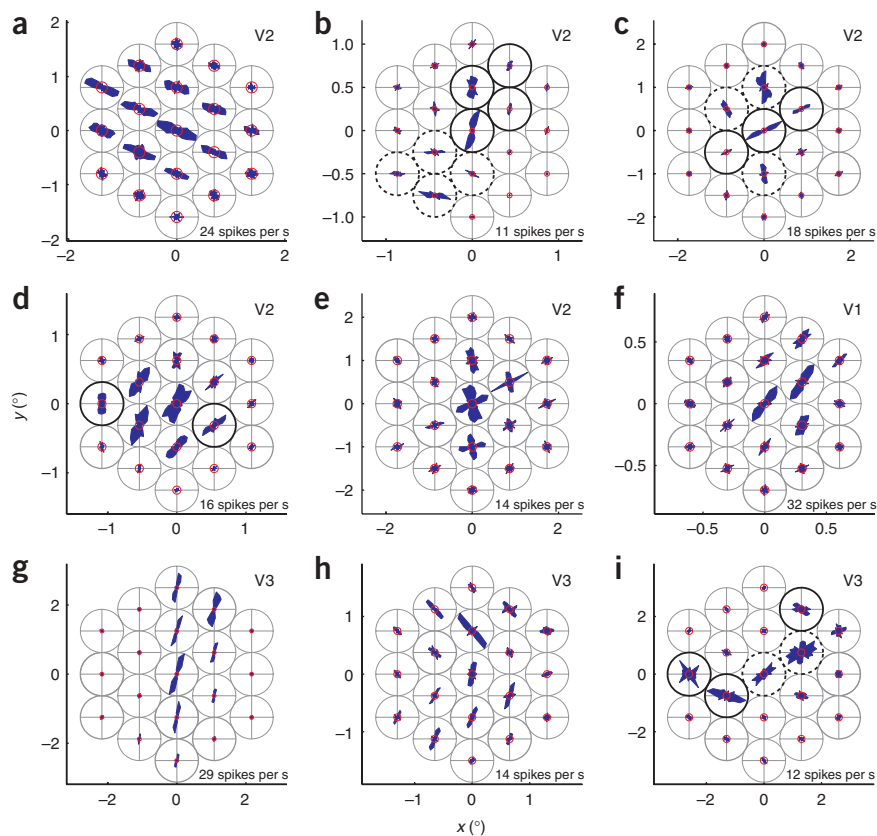 a
V2
2
1
0
−1
−2
24 spikes per s
−2
0
2
b
V2
1.0
0.5
0
−0.5
−1.0
11 spikes per s
−1
0
1
c
V2
2
1
0
−1
−2
18 spikes per s
−2
0
2
d
V2
1
0
−1
16 spikes per s
−1
0
1
e
V2
2
1
0
−1
−2
14 spikes per s
−2
0
2
f
V1
0.5
0
−0.5
32 spikes per s
−0.5
0
0.5
y (°)
g
V3
2
0
−2
29 spikes per s
−2
0
2
h
V3
1
0
−1
14 spikes per s
−1
0
1
i
V3
2
0
−2
12 spikes per s
−2
0
2
x (°)